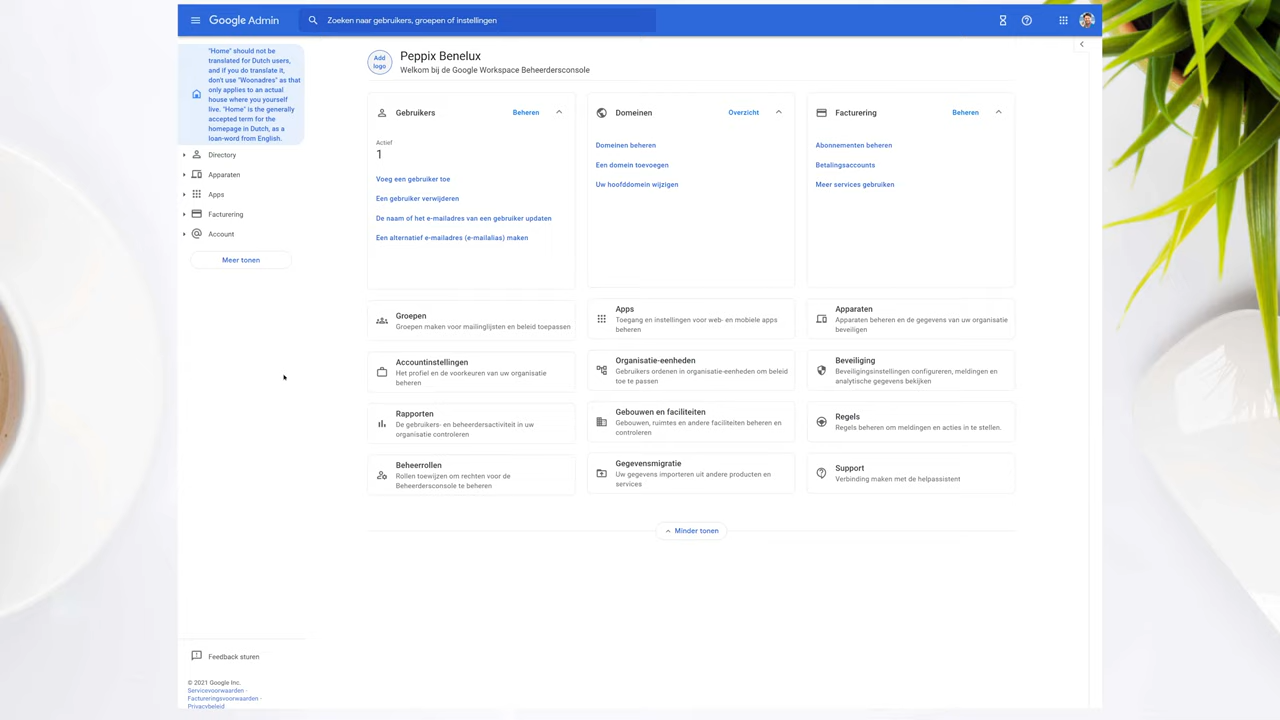 Google Admin
Zoeken naar gebruikers, groepen of instellingen
"Home" should not be
translated for Dutch users,
and if you do translate it,
don't use "Woonadres" as that
only applies to an actual
house where you yourself
live. "Home" is the generally
accepted term for the
homepage in Dutch, as a
loan-word from English.
Directory
Apparaten
Apps
Facturering
Account
Meer tonen
Add
logo
Peppix Benelux
Welkom bij de Google Workspace Beheerdersconsole
Gebruikers
Beheren
Actief
1
Voeg een gebruiker toe
Een gebruiker verwijderen
De naam of het e-mailadres van een gebruiker updaten
Een alternatief e-mailadres (e-mailalias) maken
Domeinen
Overzicht
Domeinen beheren
Een domein toevoegen
Uw hoofddomein wijzigen
Facturering
Beheren
Abonnementen beheren
Betalingsaccounts
Meer services gebruiken
Groepen
Groepen maken voor mailinglijsten en beleid toepassen
Apps
Toegang en instellingen voor web- en mobiele apps
beheren
Apparaten
Apparaten beheren en de gegevens van uw organisatie
beveiligen
Accountinstellingen
Het profiel en de voorkeuren van uw organisatie
beheren
Organisatie-eenheden
Gebruikers ordenen in organisatie-eenheden om beleid
toe te passen
Beveiliging
Beveiligingsinstellingen configureren, meldingen en
analytische gegevens bekijken
Rapporten
De gebruikers- en beheerdersactiviteit in uw
organisatie controleren
Gebouwen en faciliteiten
Gebouwen, ruimtes en andere faciliteiten beheren en
controleren
Regels
Regels beheren om meldingen en acties in te stellen.
Beheerrollen
Rollen toewijzen om rechten voor de
Beheerdersconsole te beheren
Gegevensmigratie
Uw gegevens importeren uit andere producten en
services
Support
Verbinding maken met de helpassistent
Minder tonen
Feedback sturen
© 2021 Google Inc.
Servicevoorwaarden -
Factureringsvoorwaarden -
Privacybeleid